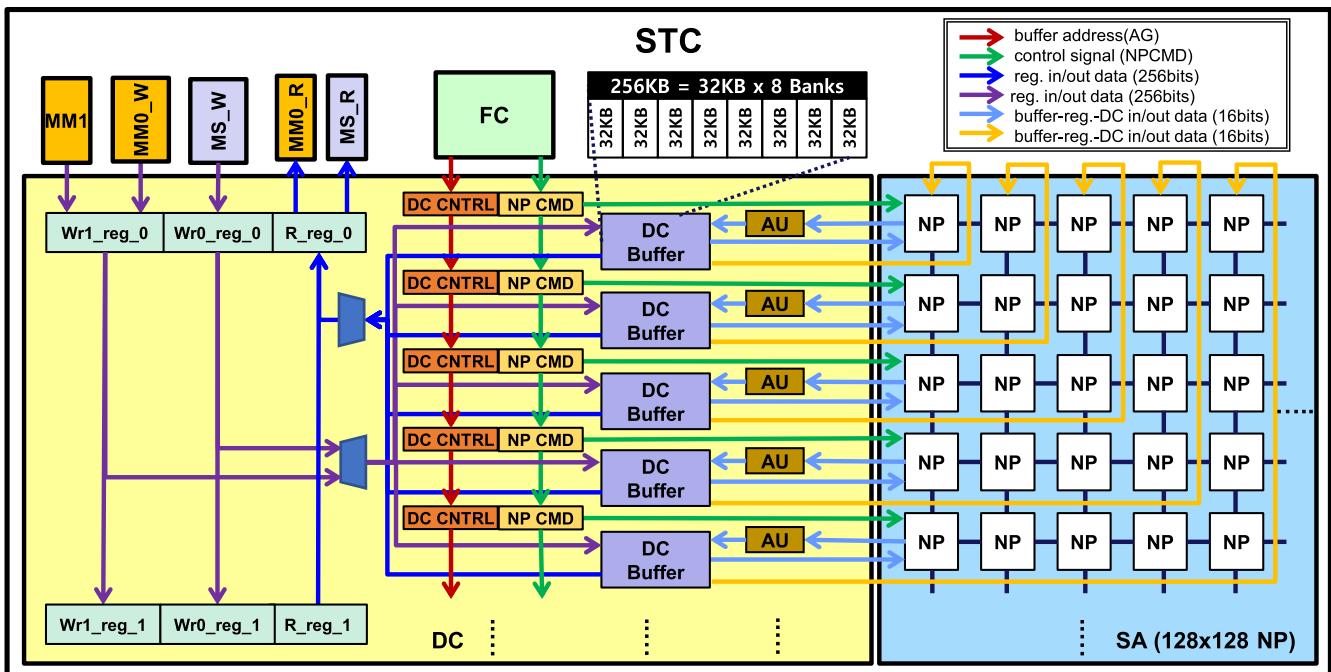 STC
buffer address(AG)
control signal (NPCMD)
reg. in/out data (256bits)
reg. in/out data (256bits)
buffer-reg.-DC in/out data (16bits)
buffer-reg.-DC in/out data (16bits)
MM1
MM0_W
MS_W
MM0_R
MS_R
FC
256KB = 32KB x 8 Banks
32KB 32KB 32KB 32KB 32KB 32KB 32KB 32KB
Wr1_reg_0 Wr0_reg_0 R_reg_0
DC CNTRL NP CMD
DC
Buffer
AU
NP NP NP NP NP
DC CNTRL NP CMD
DC
Buffer
AU
NP NP NP NP NP
DC CNTRL NP CMD
DC
Buffer
AU
NP NP NP NP NP
DC CNTRL NP CMD
DC
Buffer
AU
NP NP NP NP NP
DC CNTRL NP CMD
DC
Buffer
AU
NP NP NP NP NP
Wr1_reg_1 Wr0_reg_1 R_reg_1
DC
SA (128x128 NP)